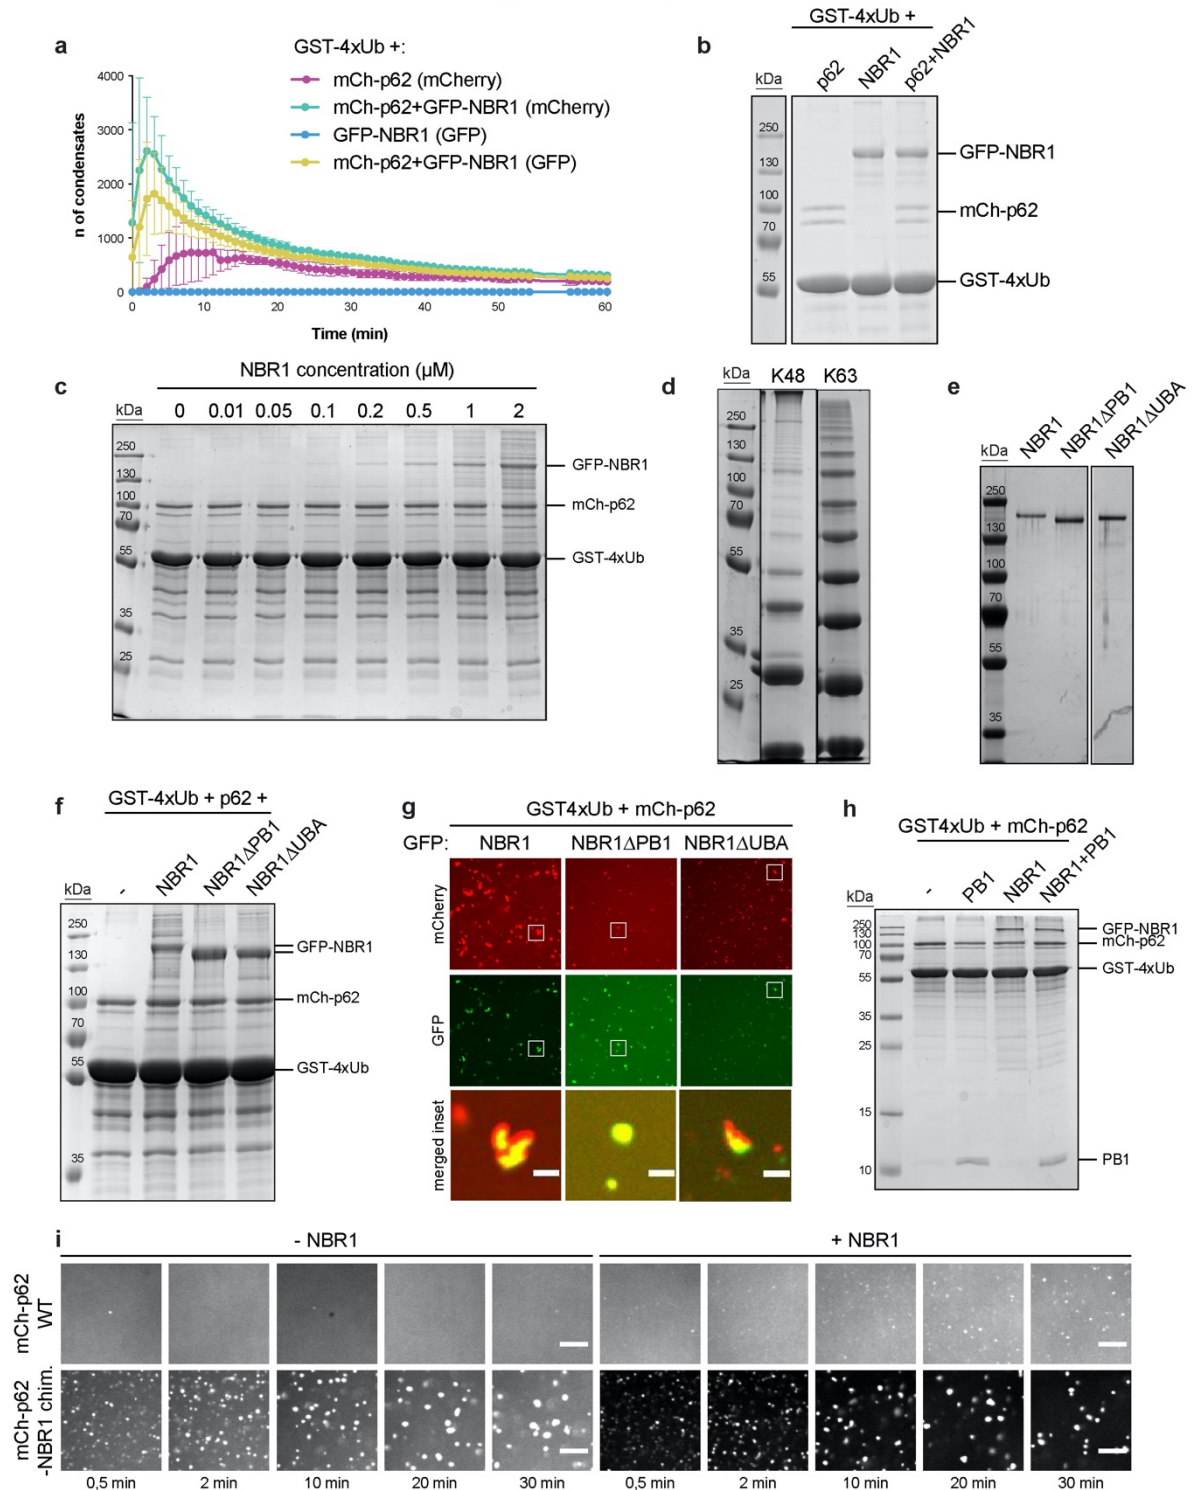 a
GST-4xUb +:
mCh-p62 (mCherry)
mCh-p62+GFP-NBR1 (mCherry)
GFP-NBR1 (GFP)
mCh-p62+GFP-NBR1 (GFP)
n of condensates
4000
3000
2000
1000
0
0 10 20 30 40 50 60
Time (min)
b
GST-4xUb +
kDa
p62 NBR1 p62+NBR1
250
130
100
70
55
GFP-NBR1
mCh-p62
GST-4xUb
c
NBR1 concentration (µM)
kDa
0 0.01 0.05 0.1 0.2 0.5 1 2
250
130
100
70
55
35
25
GFP-NBR1
mCh-p62
GST-4xUb
d
kDa K48 K63
250
130
100
70
55
35
25
e
kDa NBR1 NBR1ΔPB1 NBR1ΔUBA
250
130
100
70
55
35
f
GST-4xUb + p62 +
kDa - NBR1 NBR1ΔPB1 NBR1ΔUBA
250
130
100
70
55
35
GFP-NBR1
mCh-p62
GST-4xUb
g
GST4xUb + mCh-p62
GFP: NBR1 NBR1ΔPB1 NBR1ΔUBA
mCherry
GFP
merged inset
h
GST4xUb + mCh-p62
kDa - PB1 NBR1 NBR1+PB1
250
130
100
70
55
35
25
15
10
GFP-NBR1
mCh-p62
GST-4xUb
PB1
i
- NBR1 + NBR1
mCh-p62
WT
mCh-p62
-NBR1 chim.
0,5 min 2 min 10 min 20 min 30 min 0,5 min 2 min 10 min 20 min 30 min